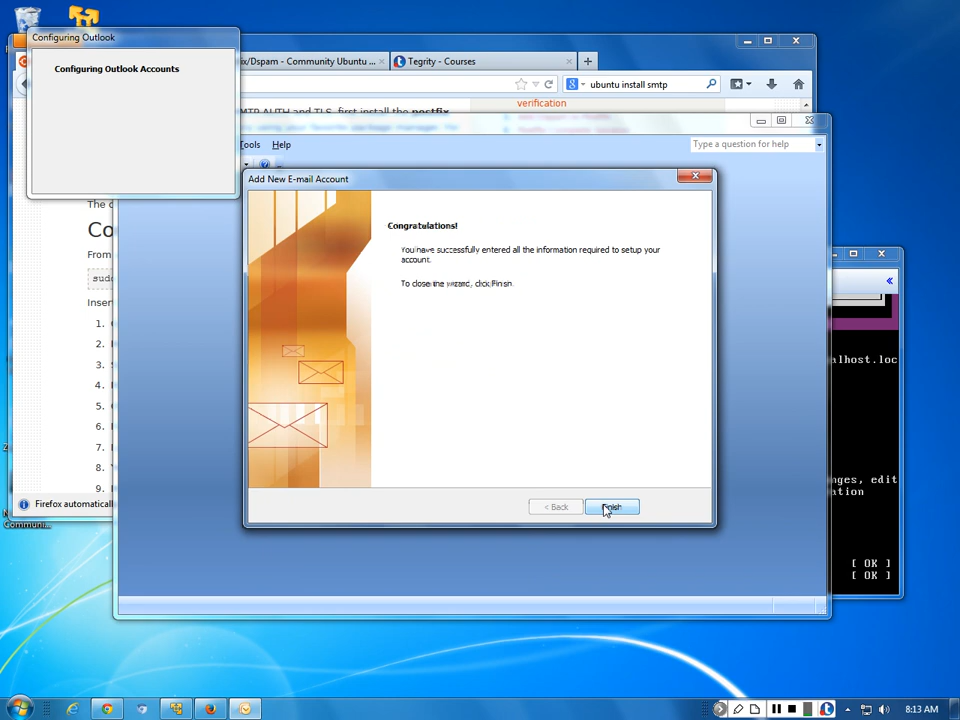 Configuring Outlook
Configuring Outlook Accounts
ix/Dspam - Community Ubuntu ...
Tegrity - Courses
ubuntu install smtp
MTP AUTH and TLS, first install the postfix
verification
Tools Help
Type a question for help
Add New E-mail Account
Congratulations!
You have successfully entered all the information required to setup your
account.
To close the wizard, click Finish.
< Back
Finish
The c
Co
From
sudo
Inser
1.
2.
3.
4.
5.
6.
7.
8.
9.
Firefox automaticall
Communi...
alhost.loc
nges, edit
ation
[ OK ]
[ OK ]
8:13 AM